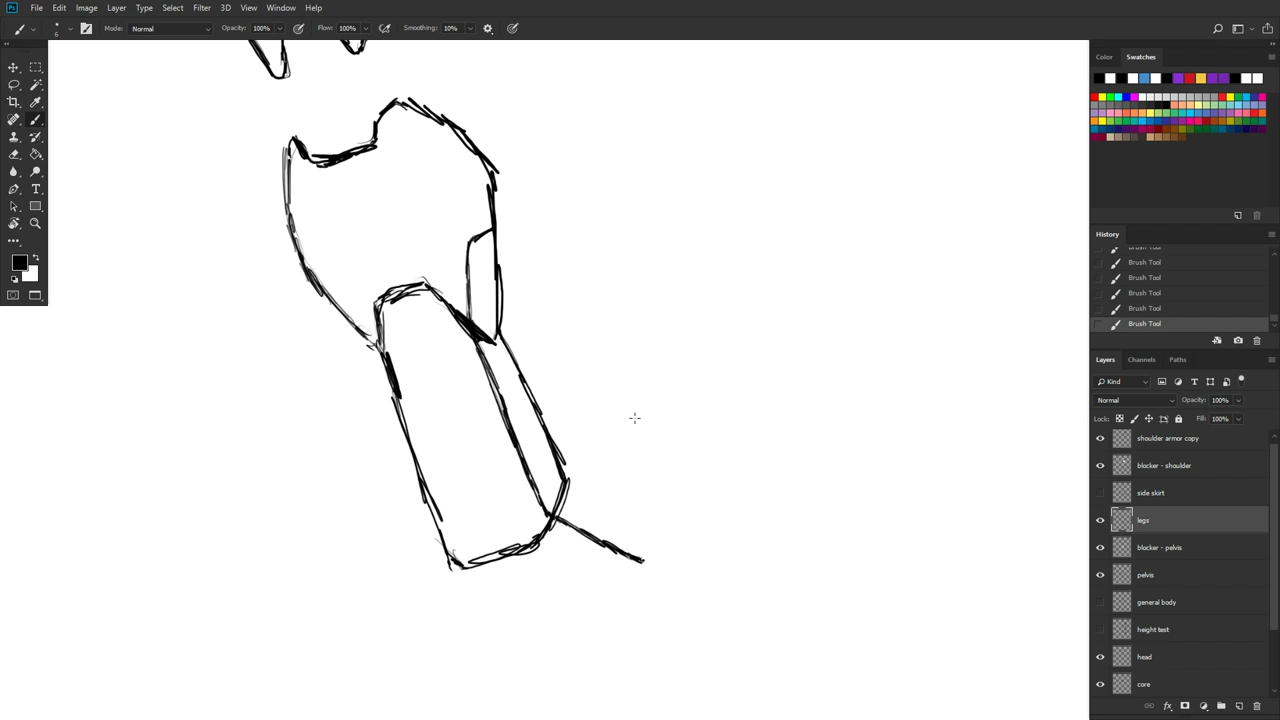 Ps File Edit Image Layer Type Select Filter 3D View Window Help
6 Mode: Normal Opacity: 100% Flow: 100% Smoothing: 10%
Color Swatches
History
Brush Tool
Brush Tool
Brush Tool
Brush Tool
Brush Tool
Brush Tool
Layers Channels Paths
Kind
Normal Opacity: 100%
Lock: Fill: 100%
shoulder armor copy
blocker - shoulder
side skirt
legs
blocker - pelvis
pelvis
general body
height test
head
core
fx